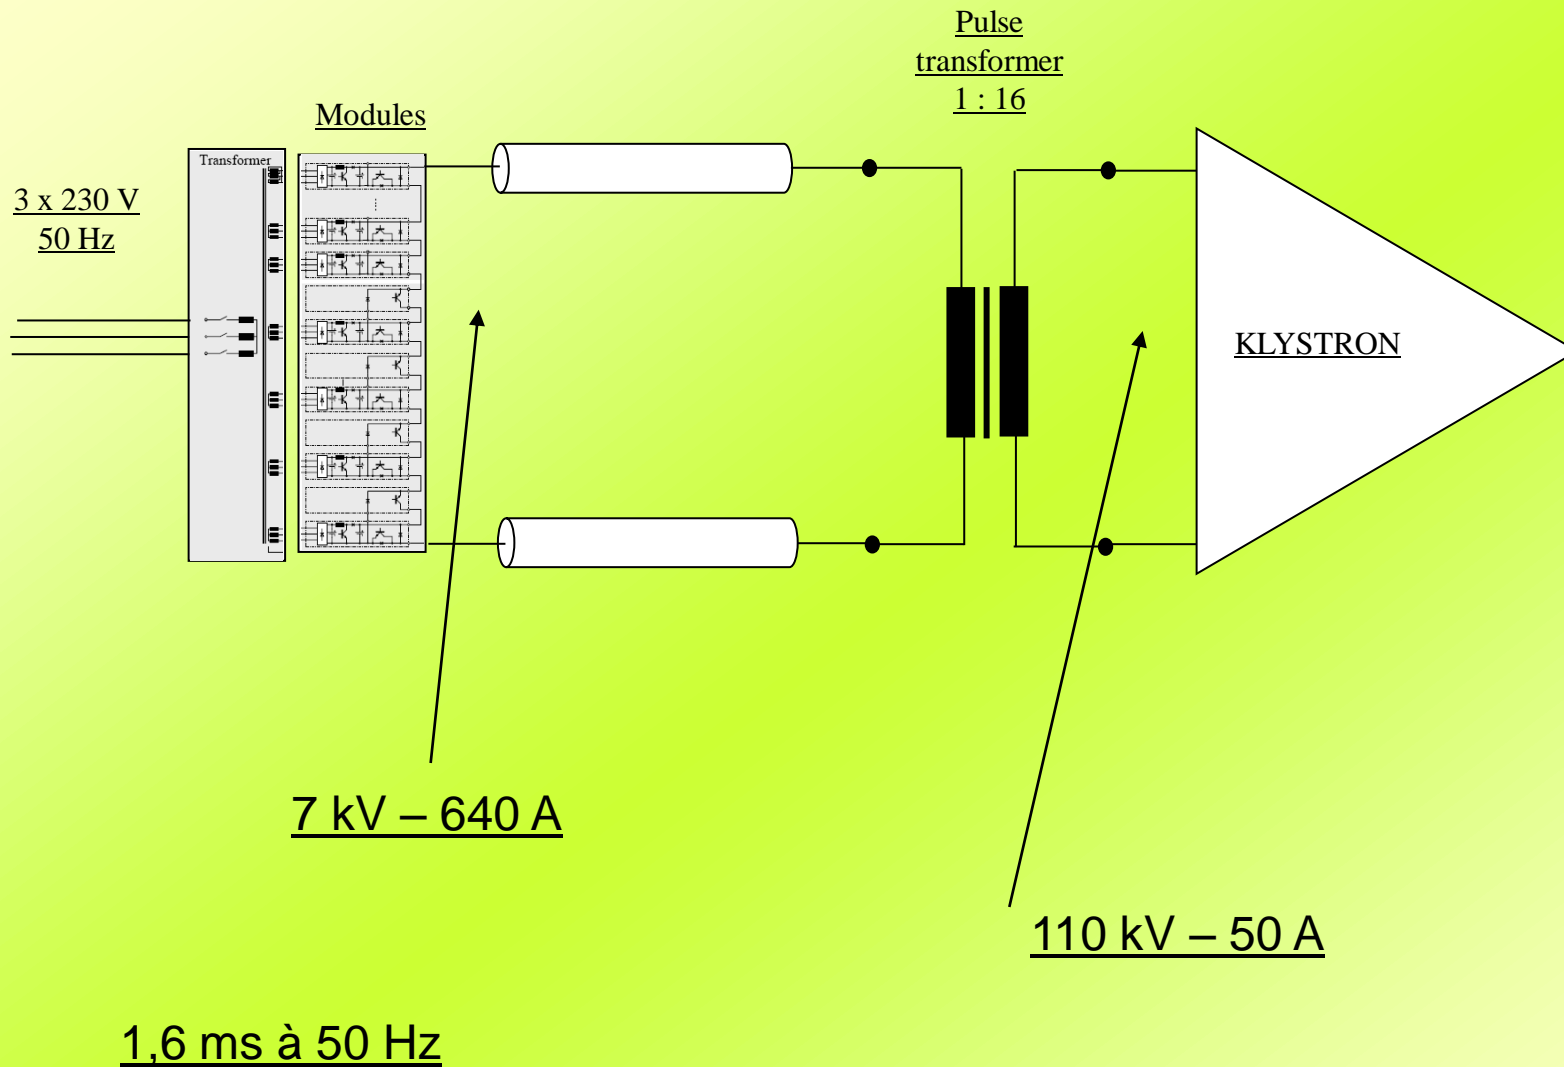 Pulse
transformer
1 : 16
Modules
Transformer
3 x 230 V
50 Hz
KLYSTRON
7 kV – 640 A
110 kV – 50 A
1,6 ms à 50 Hz